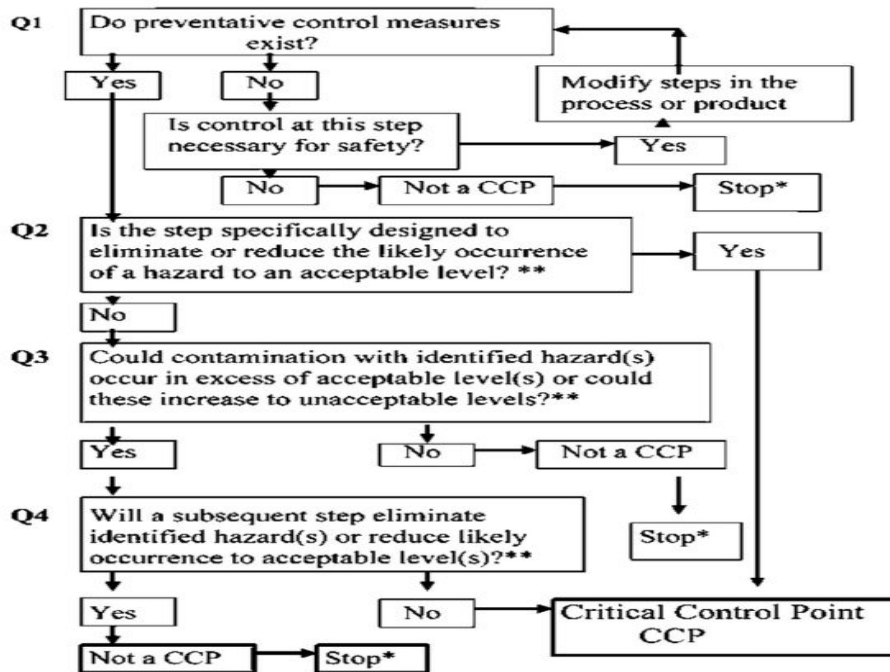 Q1
Do preventative control measures
exist?
Yes
No
Modify steps in the
process or product
Is control at this step
necessary for safety?
Yes
No
Not a CCP
Stop*
Q2
Is the step specifically designed to
eliminate or reduce the likely occurrence
of a hazard to an acceptable level? **
Yes
No
Q3
Could contamination with identified hazard(s)
occur in excess of acceptable level(s) or could
these increase to unacceptable levels?**
Yes
No
Not a CCP
Stop*
Q4
Will a subsequent step eliminate
identified hazard(s) or reduce likely
occurrence to acceptable level(s)?**
Yes
No
Critical Control Point
CCP
Not a CCP
Stop*